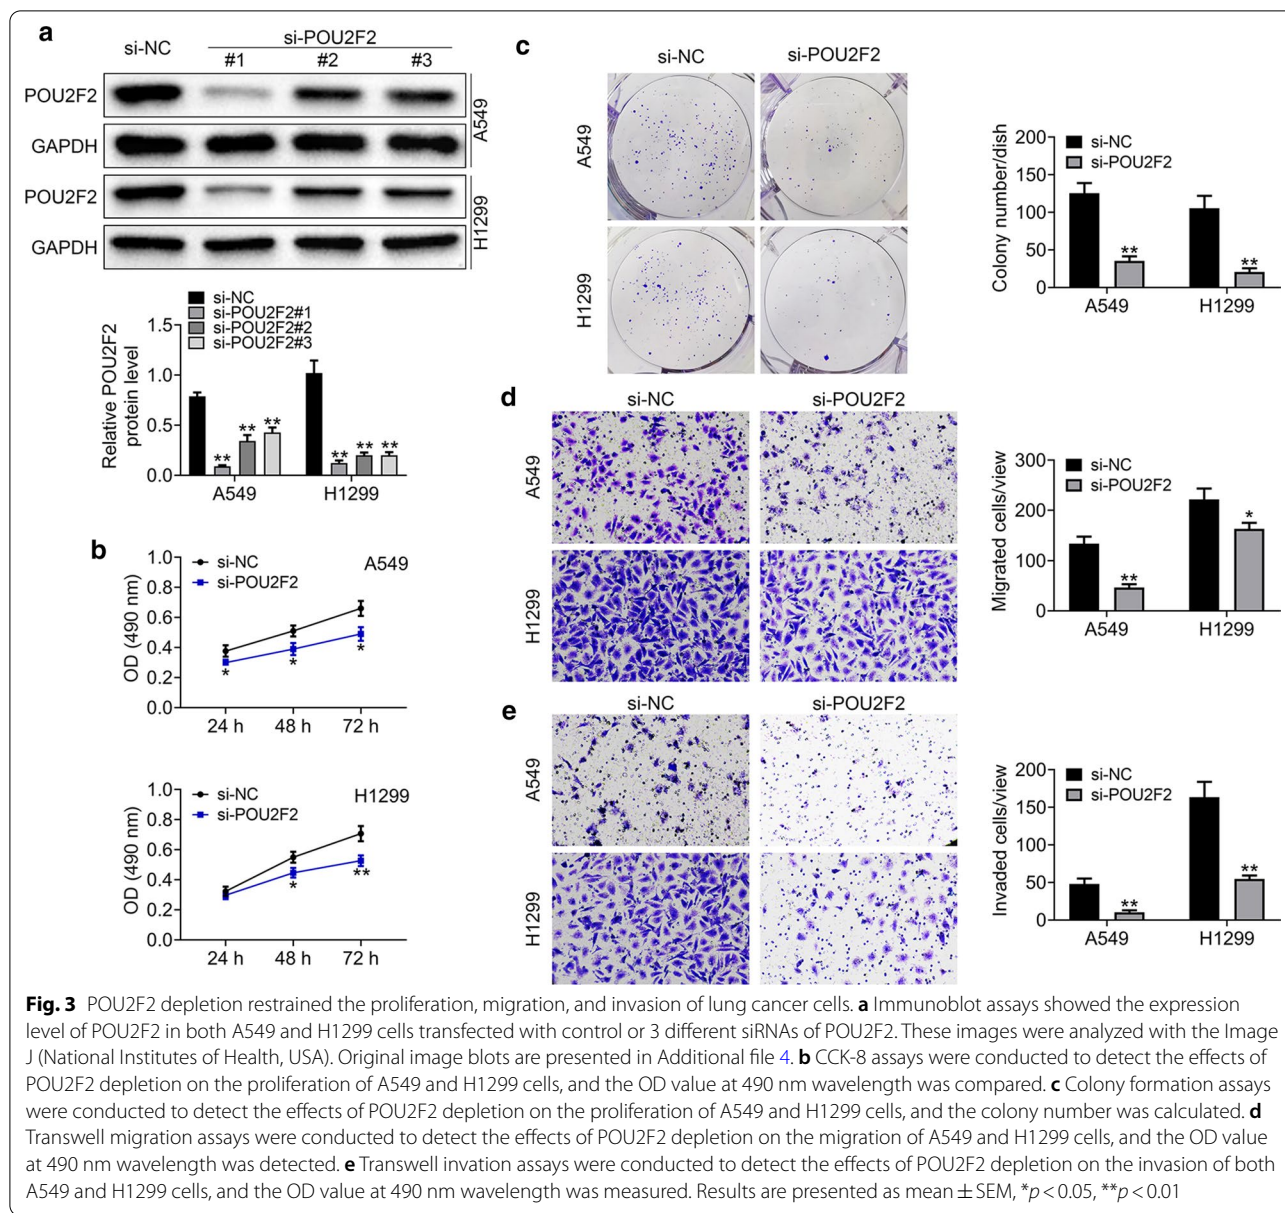 a
si-NC
si-POU2F2
#1 #2 #3
POU2F2
GAPDH
A549
POU2F2
GAPDH
H1299
si-NC
si-POU2F2#1
si-POU2F2#2
si-POU2F2#3
Relative POU2F
protein level
1.5
1.0
0.5
0.0
** ** **
** ** **
A549 H1299
b
1.0
0.8
0.6
0.4
0.2
0.0
OD (490 nm)
si-NC
si-POU2F2
A549
* * *
24 h 48 h 72 h
1.0
0.8
0.6
0.4
0.2
0.0
OD (490 nm)
si-NC
si-POU2F2
H1299
* **
24 h 48 h 72 h
c
si-NC si-POU2F2
A549
H1299
Colony number/dish
200
150
100
50
0
si-NC
si-POU2F2
** **
A549 H1299
d
si-NC si-POU2F2
A549
H1299
Migrated cells/view
300
200
100
0
si-NC
si-POU2F2
** *
A549 H1299
e
si-NC si-POU2F2
A549
H1299
Invaded cells/view
200
150
100
50
0
si-NC
si-POU2F2
** **
A549 H1299
Fig. 3 POU2F2 depletion restrained the proliferation, migration, and invasion of lung cancer cells. a Immunoblot assays showed the expression
level of POU2F2 in both A549 and H1299 cells transfected with control or 3 different siRNAs of POU2F2. These images were analyzed with the Image
J (National Institutes of Health, USA). Original image blots are presented in Additional file 4. b CCK-8 assays were conducted to detect the effects of
POU2F2 depletion on the proliferation of A549 and H1299 cells, and the OD value at 490 nm wavelength was compared. c Colony formation assays
were conducted to detect the effects of POU2F2 depletion on the proliferation of A549 and H1299 cells, and the colony number was calculated. d
Transwell migration assays were conducted to detect the effects of POU2F2 depletion on the migration of A549 and H1299 cells, and the OD value
at 490 nm wavelength was detected. e Transwell invation assays were conducted to detect the effects of POU2F2 depletion on the invasion of both
A549 and H1299 cells, and the OD value at 490 nm wavelength was measured. Results are presented as mean ± SEM, *p < 0.05, **p < 0.01